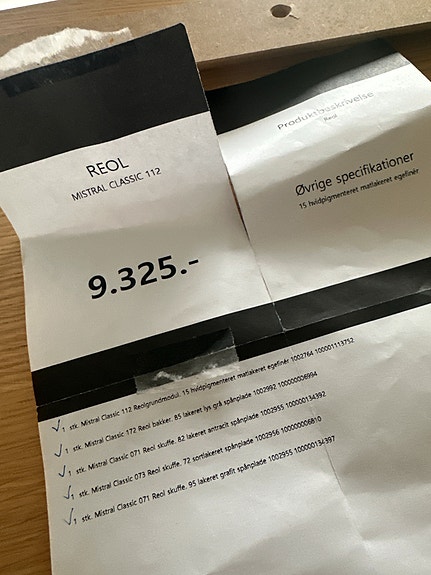 REOL
MISTRAL CLASSIC 112
9.325.-
Produktbeskrivelse
Reol
Øvrige specifikationer
15 hvidpigmenteret matlakeret egefinér
1 stk. Mistral Classic 112 Reolgrundmodul. 15 hvidpigmenteret matlakeret egefinér 1002764 100001113752
1 stk. Mistral Classic 172 Reol bakker. 85 lakeret lys grå spånplade 1002992 100000006994
1 stk. Mistral Classic 071 Reol skuffe. 82 lakeret antracit spånplade 1002955 100000134392
1 stk. Mistral Classic 073 Reol skuffe. 72 sortlakeret spånplade 1002956 100000006810
1 stk. Mistral Classic 071 Reol skuffe. 95 lakeret grafit spånplade 1002955 100000134397